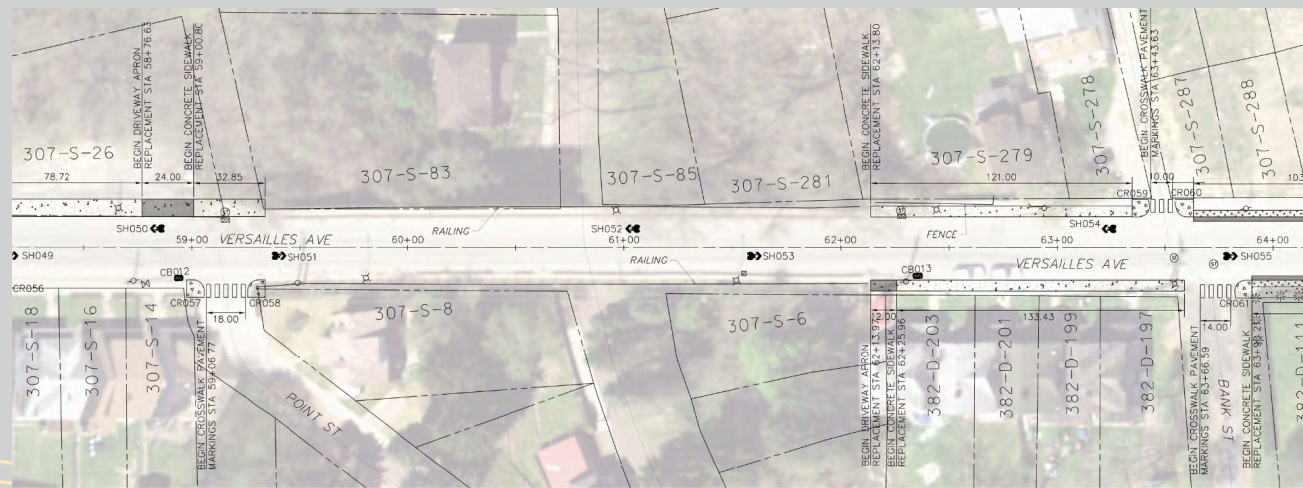 BEGIN DRIVEWAY APRON
REPLACEMENT STA 58+76.63
BEGIN CONCRETE SIDEWALK
REPLACEMENT STA 59+00.80
BEGIN CONCRETE SIDEWALK
REPLACEMENT STA 62+13.80
BEGIN CROSSWALK PAVEMENT
MARKINGS STA 63+43.63
307-S-26
307-S-83
307-S-85
307-S-281
307-S-279
307-S-278
307-S-287
307-S-288
78.72
24.00
32.85
121.00
10.00
103
CR059
CR060
SH050
RAILING
SH052
FENCE
SH054
59+00
VERSAILLES AVE
60+00
61+00
62+00
63+00
64+00
SH049
SH051
RAILING
SH053
VERSAILLES AVE
SH055
CB012
CB013
CR056
CR057
CR058
CR061
18.00
133.43
14.00
307-S-18
307-S-16
307-S-14
307-S-8
307-S-6
382-D-203
382-D-201
382-D-199
382-D-197
382-D-111
BEGIN CROSSWALK PAVEMENT
MARKINGS STA 59+06.77
POINT ST
BEGIN DRIVEWAY APRON
REPLACEMENT STA 62+13.97
BEGIN CONCRETE SIDEWALK
REPLACEMENT STA 62+25.96
BEGIN CROSSWALK PAVEMENT
MARKINGS STA 63+66.59
BANK ST
BEGIN CONCRETE SIDEWALK
REPLACEMENT STA